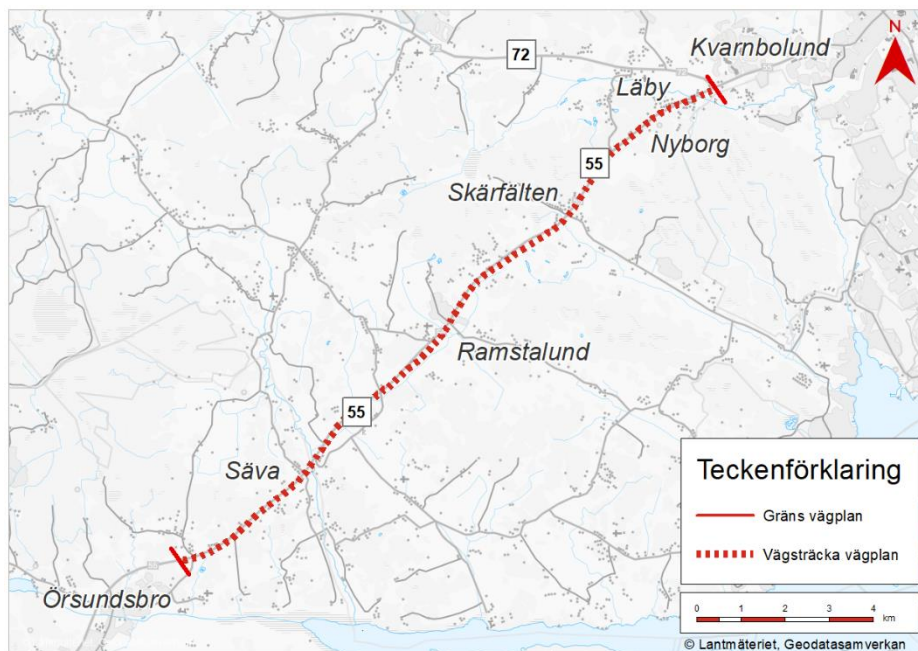 N
Kvarnbolund
72
Läby
Nyborg
55
Skärfälten
Ramstalund
55
Säva
Örsundsbro
Teckenförklaring
Gräns vägplan
Vägsträcka vägplan
0 1 2 3 4
km
© Lantmäteriet, Geodatasamverkan